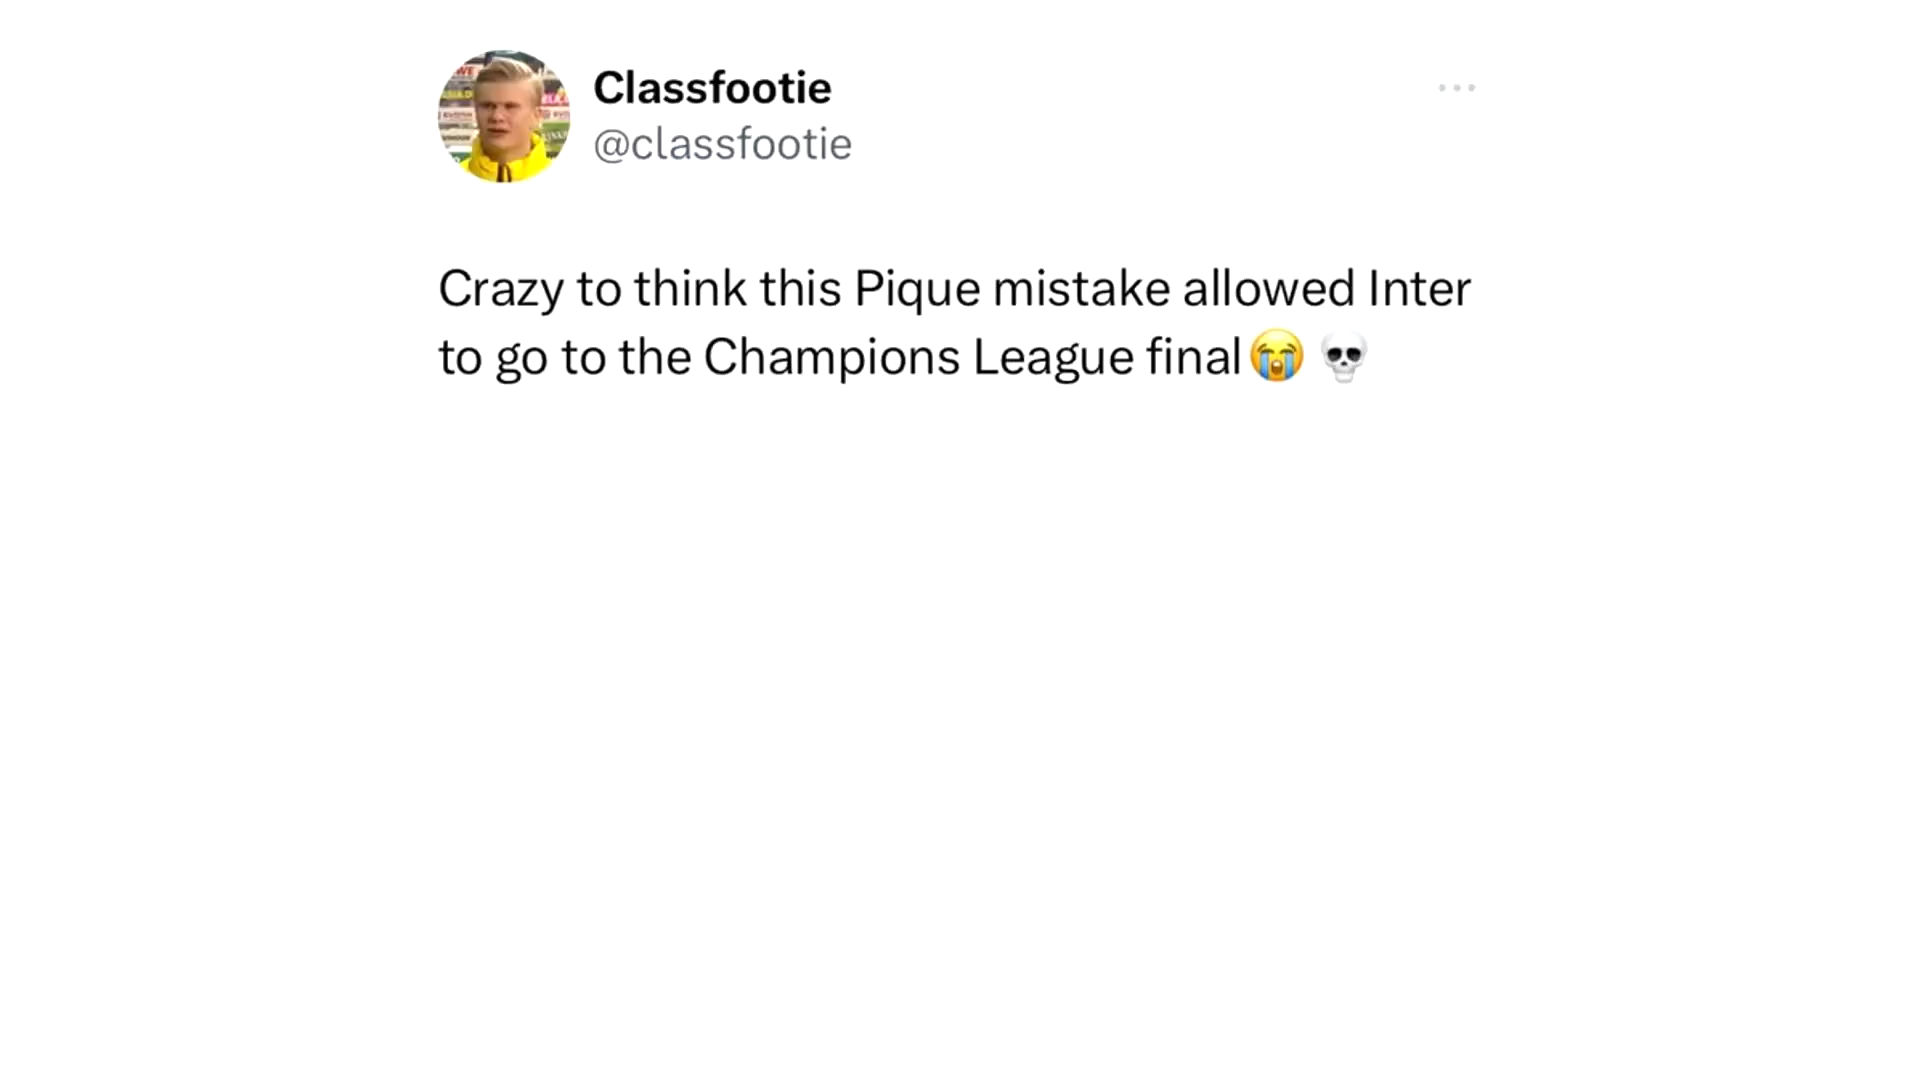 Classfootie
@classfootie
Crazy to think this Pique mistake allowed Inter
to go to the Champions League final😭 💀